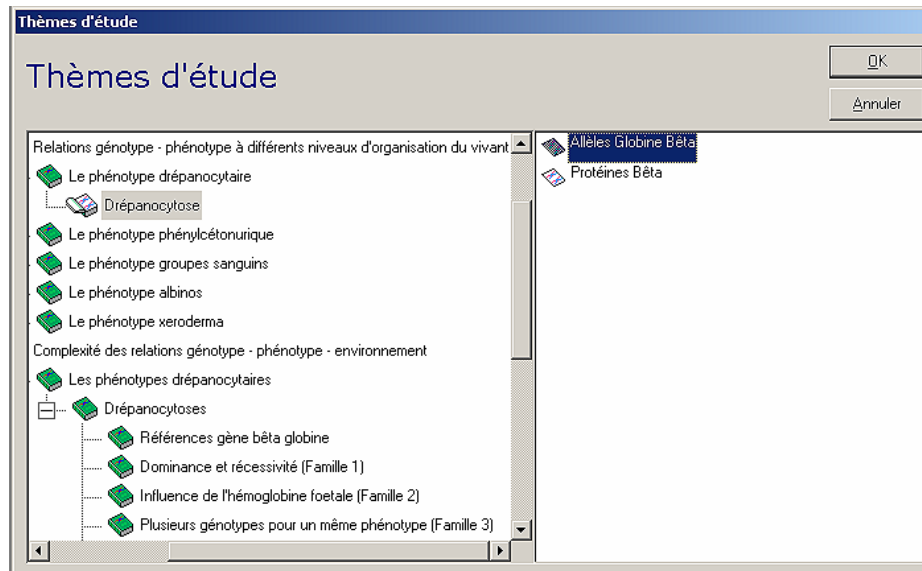 Thèmes d'étude
Thèmes d'étude
OK
Annuler
Relations génotype - phénotype à différents niveaux d'organisation du vivant
Le phénotype drépanocytaire
Drépanocytose
Le phénotype phénylcétonurique
Le phénotype groupes sanguins
Le phénotype albinos
Le phénotype xeroderma
Complexité des relations génotype - phénotype - environnement
Les phénotypes drépanocytaires
Drépanocytoses
Références gène bêta globine
Dominance et récessivité (Famille 1)
Influence de l'hémoglobine foetale (Famille 2)
Plusieurs génotypes pour un même phénotype (Famille 3)
Allèles Globine Bêta
Protéines Bêta